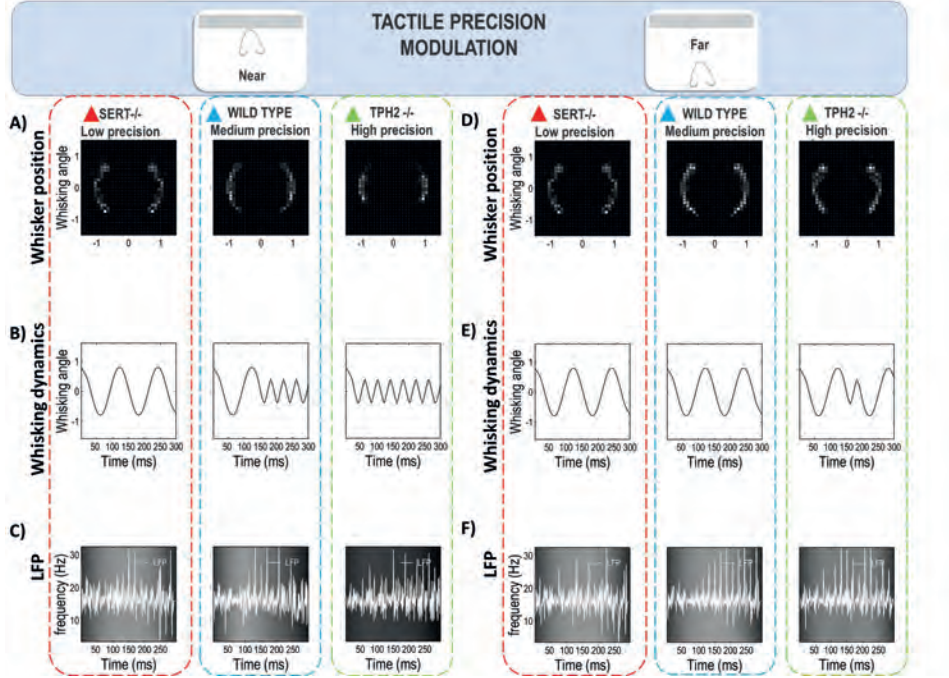 TACTILE PRECISION
MODULATION
Near
Far
A)
Whisker position
SERT-/-
Low precision
WILD TYPE
Medium precision
TPH2 -/-
High precision
Whisking angle
1
0
-1
-1 0 1
-1 0 1
-1 0 1
D)
Whisker position
SERT-/-
Low precision
WILD TYPE
Medium precision
TPH2 -/-
High precision
Whisking angle
1
0
-1
-1 0 1
-1 0 1
-1 0 1
B)
Whisking dynamics
Whisking angle
1
0
-1
50 100 150 200 250 300
Time (ms)
50 100 150 200 250 300
Time (ms)
50 100 150 200 250 300
Time (ms)
E)
Whisking dynamics
Whisking angle
1
0
-1
50 100 150 200 250 300
Time (ms)
50 100 150 200 250 300
Time (ms)
50 100 150 200 250 300
Time (ms)
C)
LFP
frequency (Hz)
30
20
10
LFP
LFP
LFP
50 100 150 200 250
Time (ms)
50 100 150 200 250
Time (ms)
50 100 150 200 250
Time (ms)
F)
LFP
frequency (Hz)
30
20
10
LFP
LFP
LFP
50 100 150 200 250
Time (ms)
50 100 150 200 250
Time (ms)
50 100 150 200 250
Time (ms)